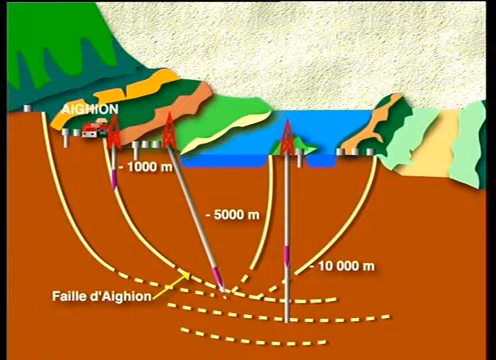 AIGHION
- 1000 m
- 5000 m
- 10 000 m
Faille d'Aighion